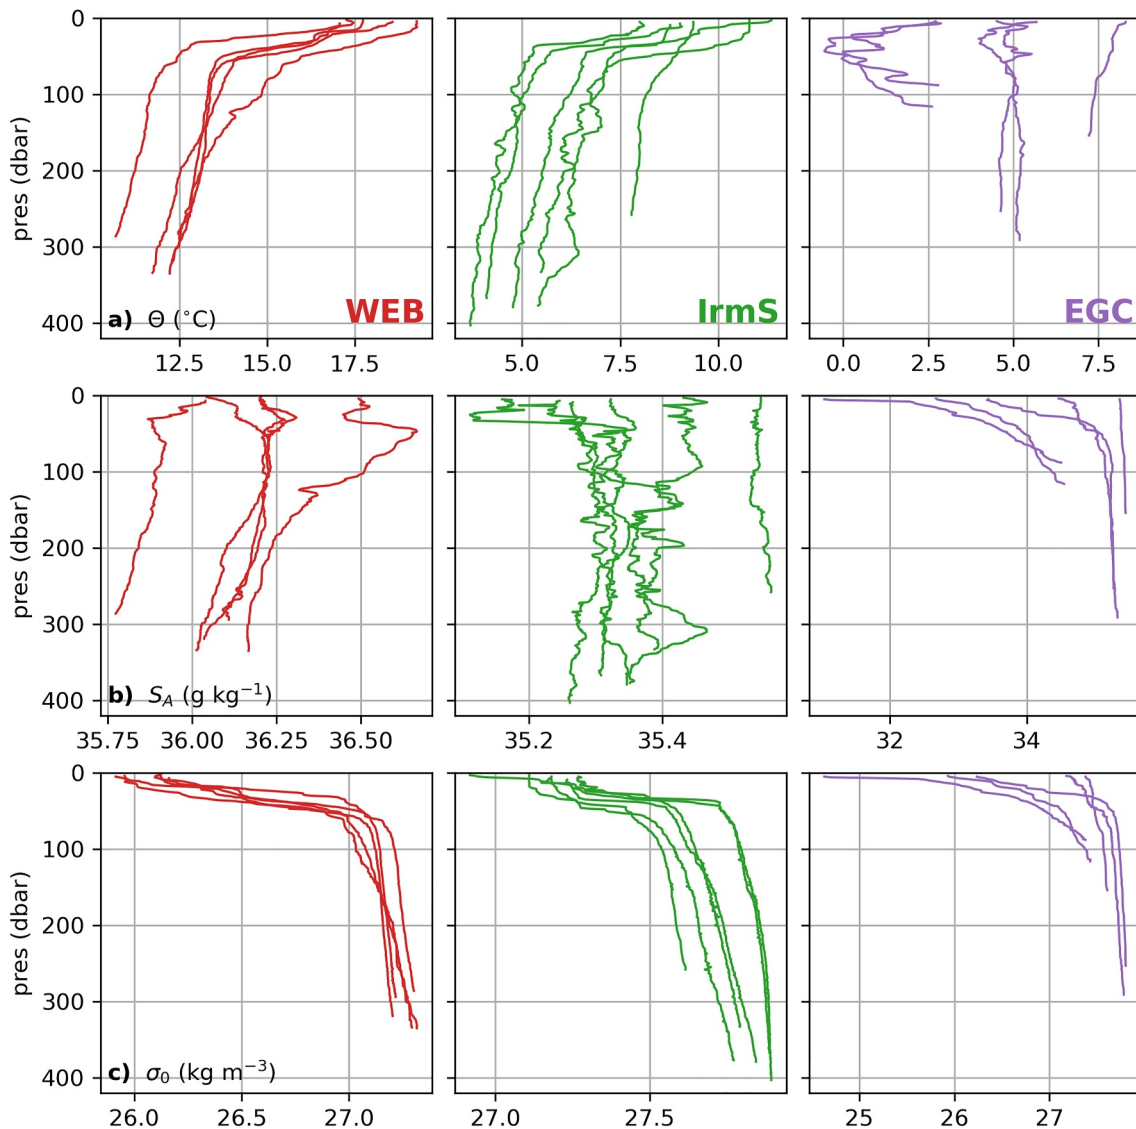 0
100
200
300
400
pres (dbar)
a) Θ (°C)
WEB
IrmS
EGC
12.5 15.0 17.5
5.0 7.5 10.0
0.0 2.5 5.0 7.5
0
100
200
300
400
pres (dbar)
b) S_A (g kg⁻¹)
35.75 36.00 36.25 36.50
35.2 35.4
32 34
0
100
200
300
400
pres (dbar)
c) σ₀ (kg m⁻³)
26.0 26.5 27.0
27.0 27.5
25 26 27